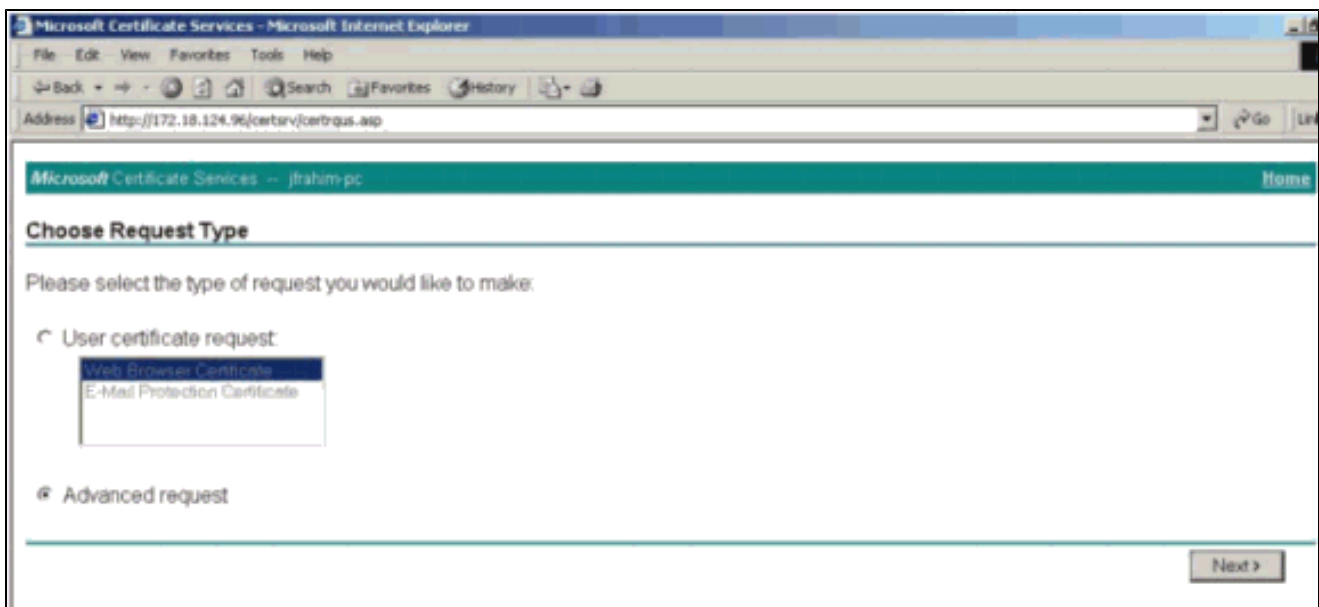 Microsoft Certificate Services - Microsoft Internet Explorer
File Edit View Favorites Tools Help
Back Search Favorites History
Address http://172.18.124.96/certsrv/certrqus.asp Go
Microsoft Certificate Services -- jfrahim-pc Home
Choose Request Type
Please select the type of request you would like to make:
User certificate request:
Web Browser Certificate
E-Mail Protection Certificate
Advanced request
Next >